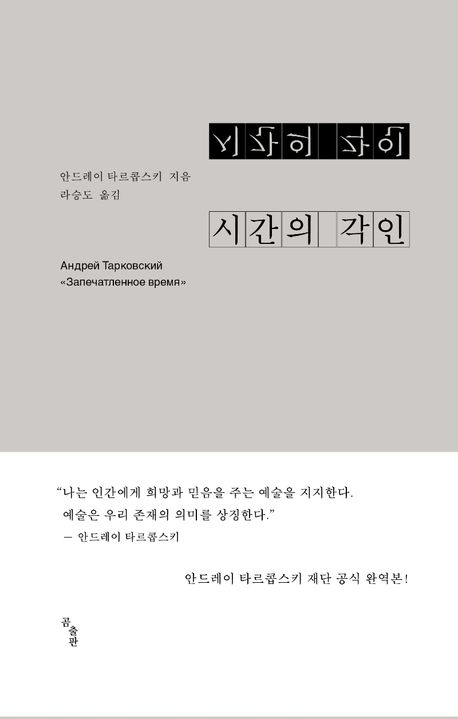 시간의 각인
안드레이 타르콥스키 지음
라승도 옮김
시간의 각인
Андрей Тарковский
«Запечатленное время»
“나는 인간에게 희망과 믿음을 주는 예술을 지지한다.
예술은 우리 존재의 의미를 상징한다.”
— 안드레이 타르콥스키
안드레이 타르콥스키 재단 공식 완역본!
곰출판